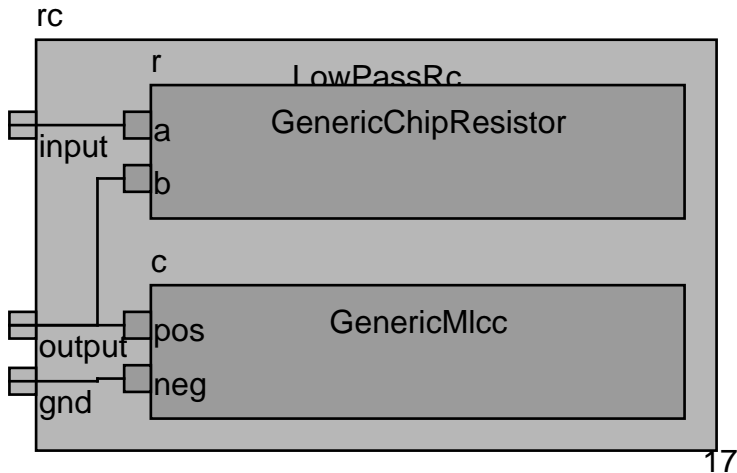 rc
r
LowPassRc
GenericChipResistor
a
input
b
c
GenericMlcc
pos
output
neg
gnd
17